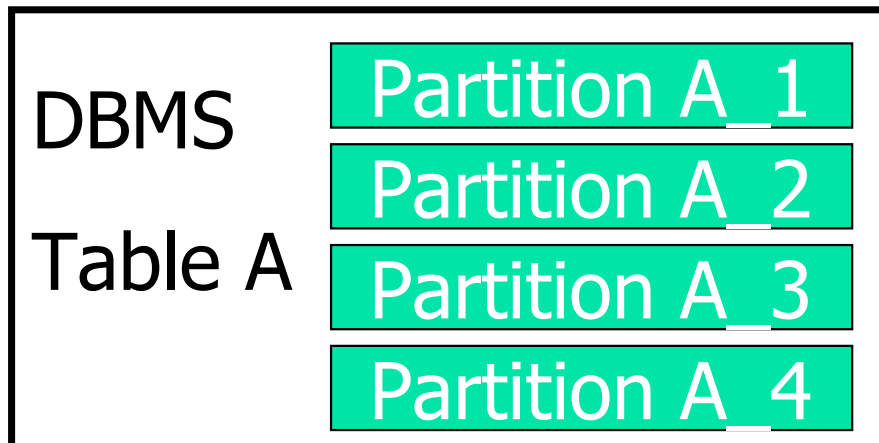 DBMS
Table A
Partition A_1
Partition A_2
Partition A_3
Partition A_4